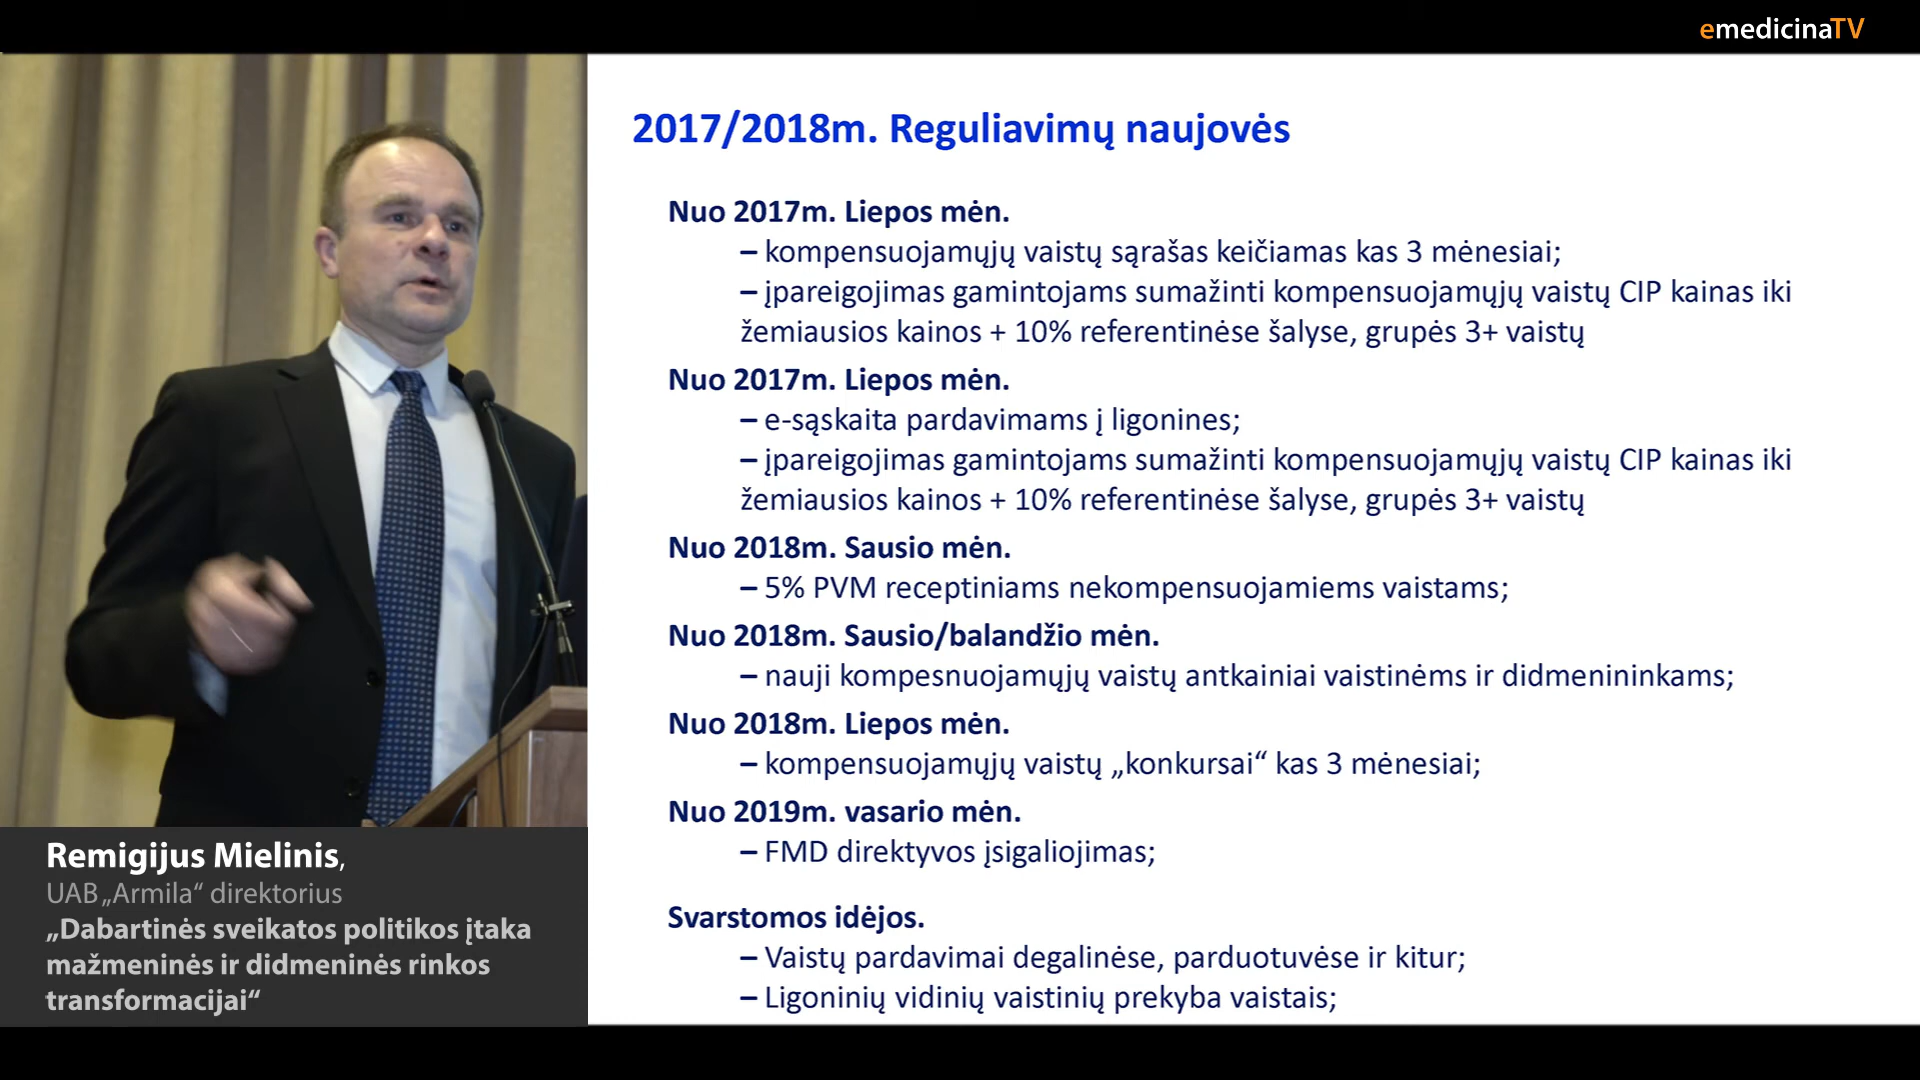 emedicinaTV
2017/2018m. Reguliavimų naujovės
Nuo 2017m. Liepos mėn.
– kompensuojamųjų vaistų sąrašas keičiamas kas 3 mėnesiai;
– įpareigojimas gamintojams sumažinti kompensuojamųjų vaistų CIP kainas iki
žemiausios kainos + 10% referentinėse šalyse, grupės 3+ vaistų
Nuo 2017m. Liepos mėn.
– e-sąskaita pardavimams į ligonines;
– įpareigojimas gamintojams sumažinti kompensuojamųjų vaistų CIP kainas iki
žemiausios kainos + 10% referentinėse šalyse, grupės 3+ vaistų
Nuo 2018m. Sausio mėn.
– 5% PVM receptiniams nekompensuojamiems vaistams;
Nuo 2018m. Sausio/balandžio mėn.
– nauji kompesnuojamųjų vaistų antkainiai vaistinėms ir didmenininkams;
Nuo 2018m. Liepos mėn.
– kompensuojamųjų vaistų „konkursai“ kas 3 mėnesiai;
Nuo 2019m. vasario mėn.
– FMD direktyvos įsigaliojimas;
Svarstomos idėjos.
– Vaistų pardavimai degalinėse, parduotuvėse ir kitur;
– Ligoninių vidinių vaistinių prekyba vaistais;
Remigijus Mielinis,
UAB „Armila“ direktorius
„Dabartinės sveikatos politikos įtaka
mažmeninės ir didmeninės rinkos
transformacijai“